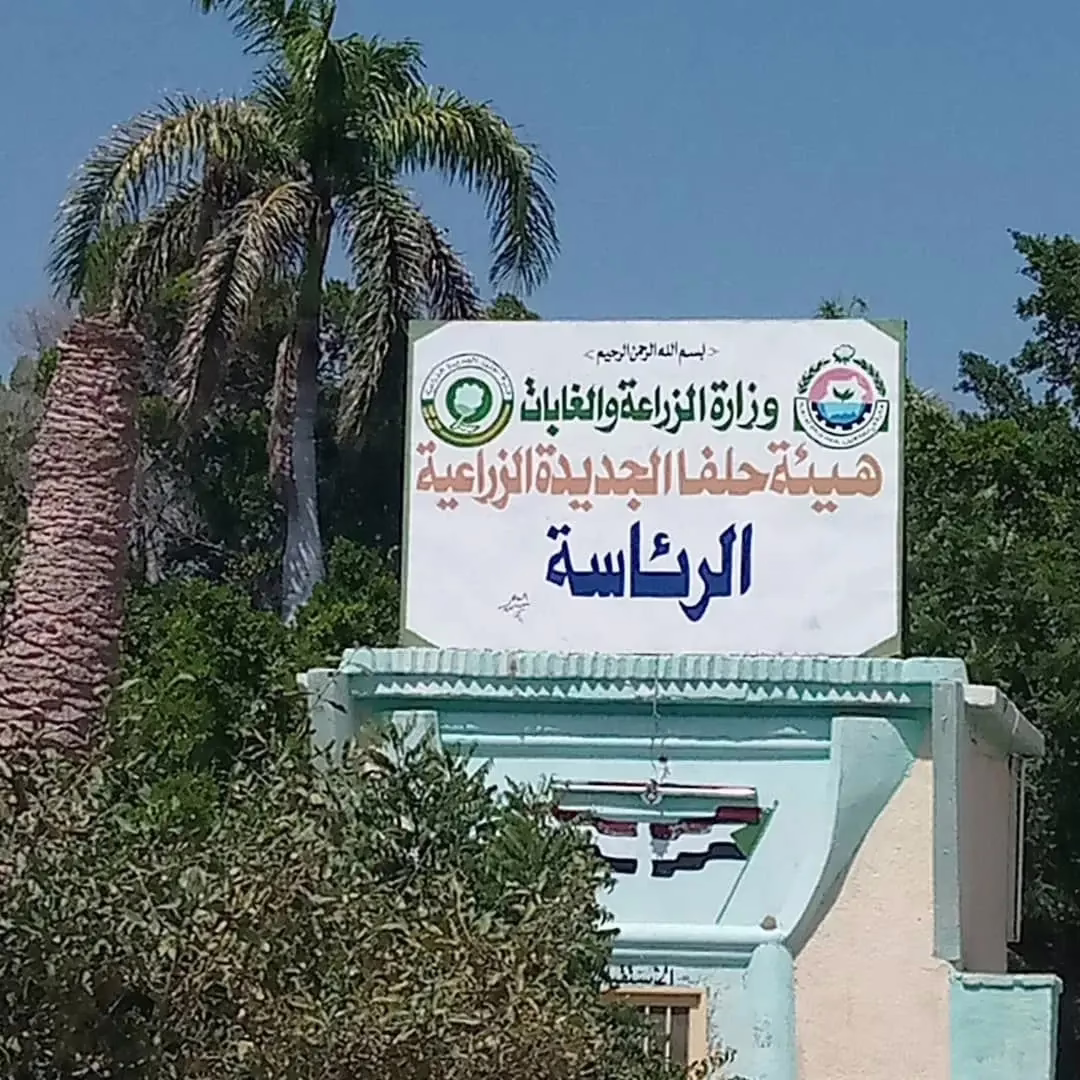 <بسم الله الرحمن الرحيم>
وزارة الزراعة والغابات
هيئة حلفا الجديدة الزراعية
الرئاسة